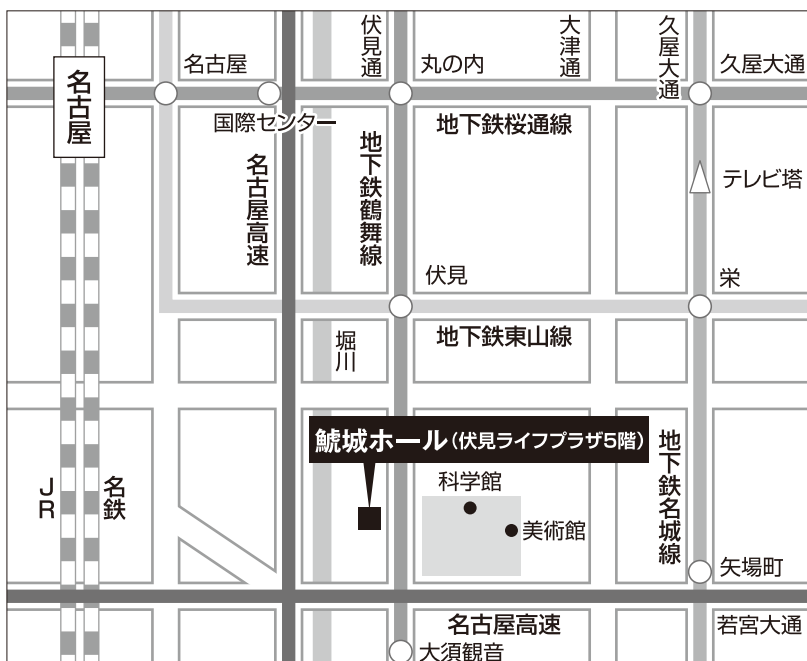 伏見通
大津通
久屋大通
名古屋
丸の内
久屋大通
名古屋
国際センター
地下鉄桜通線
地下鉄鶴舞線
名古屋高速
テレビ塔
伏見
栄
地下鉄東山線
堀川
鯱城ホール(伏見ライフプラザ5階)
地下鉄名城線
科学館
美術館
JR
名鉄
矢場町
名古屋高速
若宮大通
大須観音